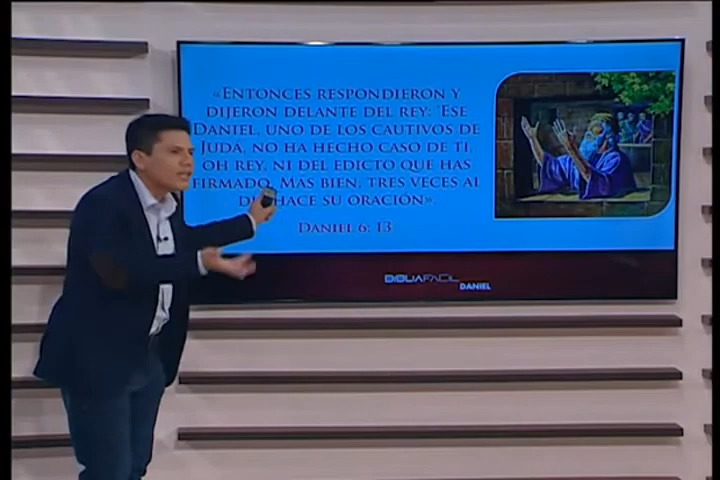 «Entonces respondieron y
dijeron delante del rey: 'Ese
Daniel, uno de los cautivos de
Judá, no ha hecho caso de ti,
oh rey, ni del edicto que has
firmado. Más bien, tres veces al
hace su oración».
Daniel 6: 13
BIBLIAFACIL
DANIEL